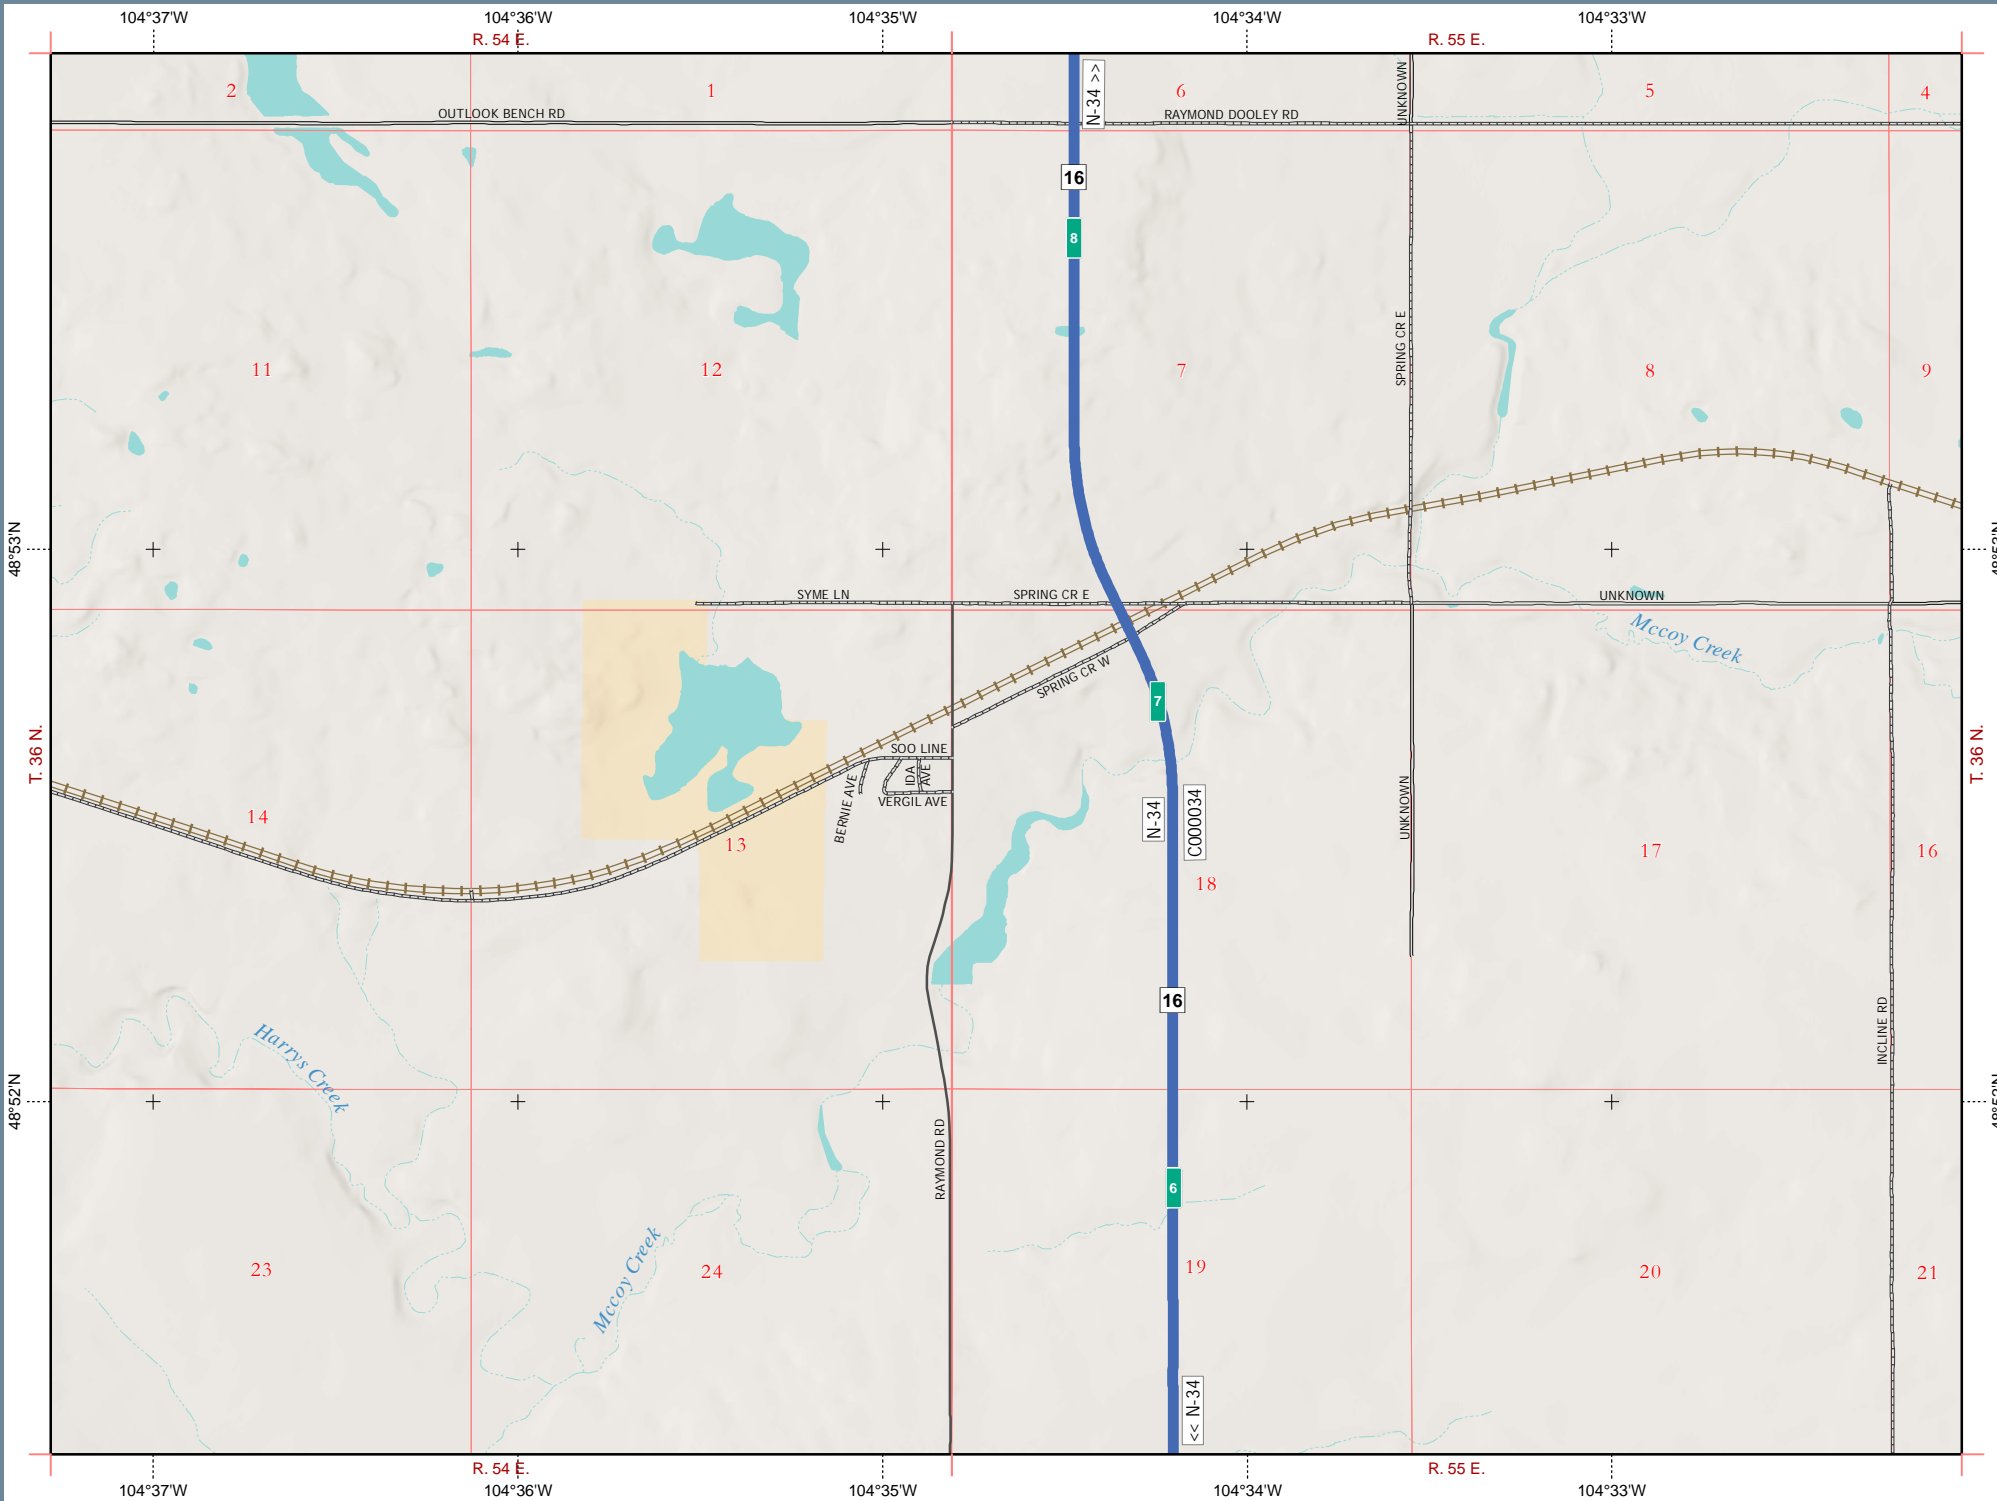 104°37'W
104°36'W
104°35'W
104°34'W
104°33'W
R. 54 E.
R. 55 E.
2
1
6
5
4
OUTLOOK BENCH RD
N-34 >>
RAYMOND DOOLEY RD
UNKNOWN
16
8
11
12
7
SPRING CR E
8
9
48°53'N
48°53'N
SYME LN
SPRING CR E
UNKNOWN
Mccoy Creek
SPRING CR W
7
T. 36 N.
T. 36 N.
SOO LINE
IDA
AVE
BERNIE AVE
VERGIL AVE
14
13
N-34
C000034
UNKNOWN
18
17
16
16
Harrys Creek
INCLINE RD
48°52'N
48°52'N
RAYMOND RD
6
Mccoy Creek
23
24
19
20
21
<< N-34
R. 54 E.
R. 55 E.
104°37'W
104°36'W
104°35'W
104°34'W
104°33'W